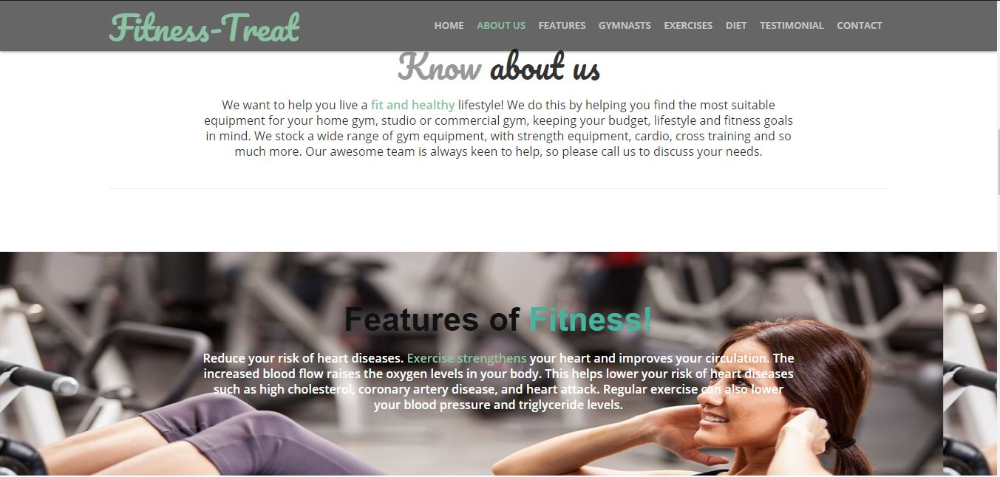 Fitness-Treat
HOME ABOUT US FEATURES GYMNASTS EXERCISES DIET TESTIMONIAL CONTACT
Know about us
We want to help you live a fit and healthy lifestyle! We do this by helping you find the most suitable
equipment for your home gym, studio or commercial gym, keeping your budget, lifestyle and fitness goals
in mind. We stock a wide range of gym equipment, with strength equipment, cardio, cross training and so
much more. Our awesome team is always keen to help, so please call us to discuss your needs.
Features of Fitness!
Reduce your risk of heart diseases. Exercise strengthens your heart and improves your circulation. The
increased blood flow raises the oxygen levels in your body. This helps lower your risk of heart diseases
such as high cholesterol, coronary artery disease, and heart attack. Regular exercise can also lower
your blood pressure and triglyceride levels.